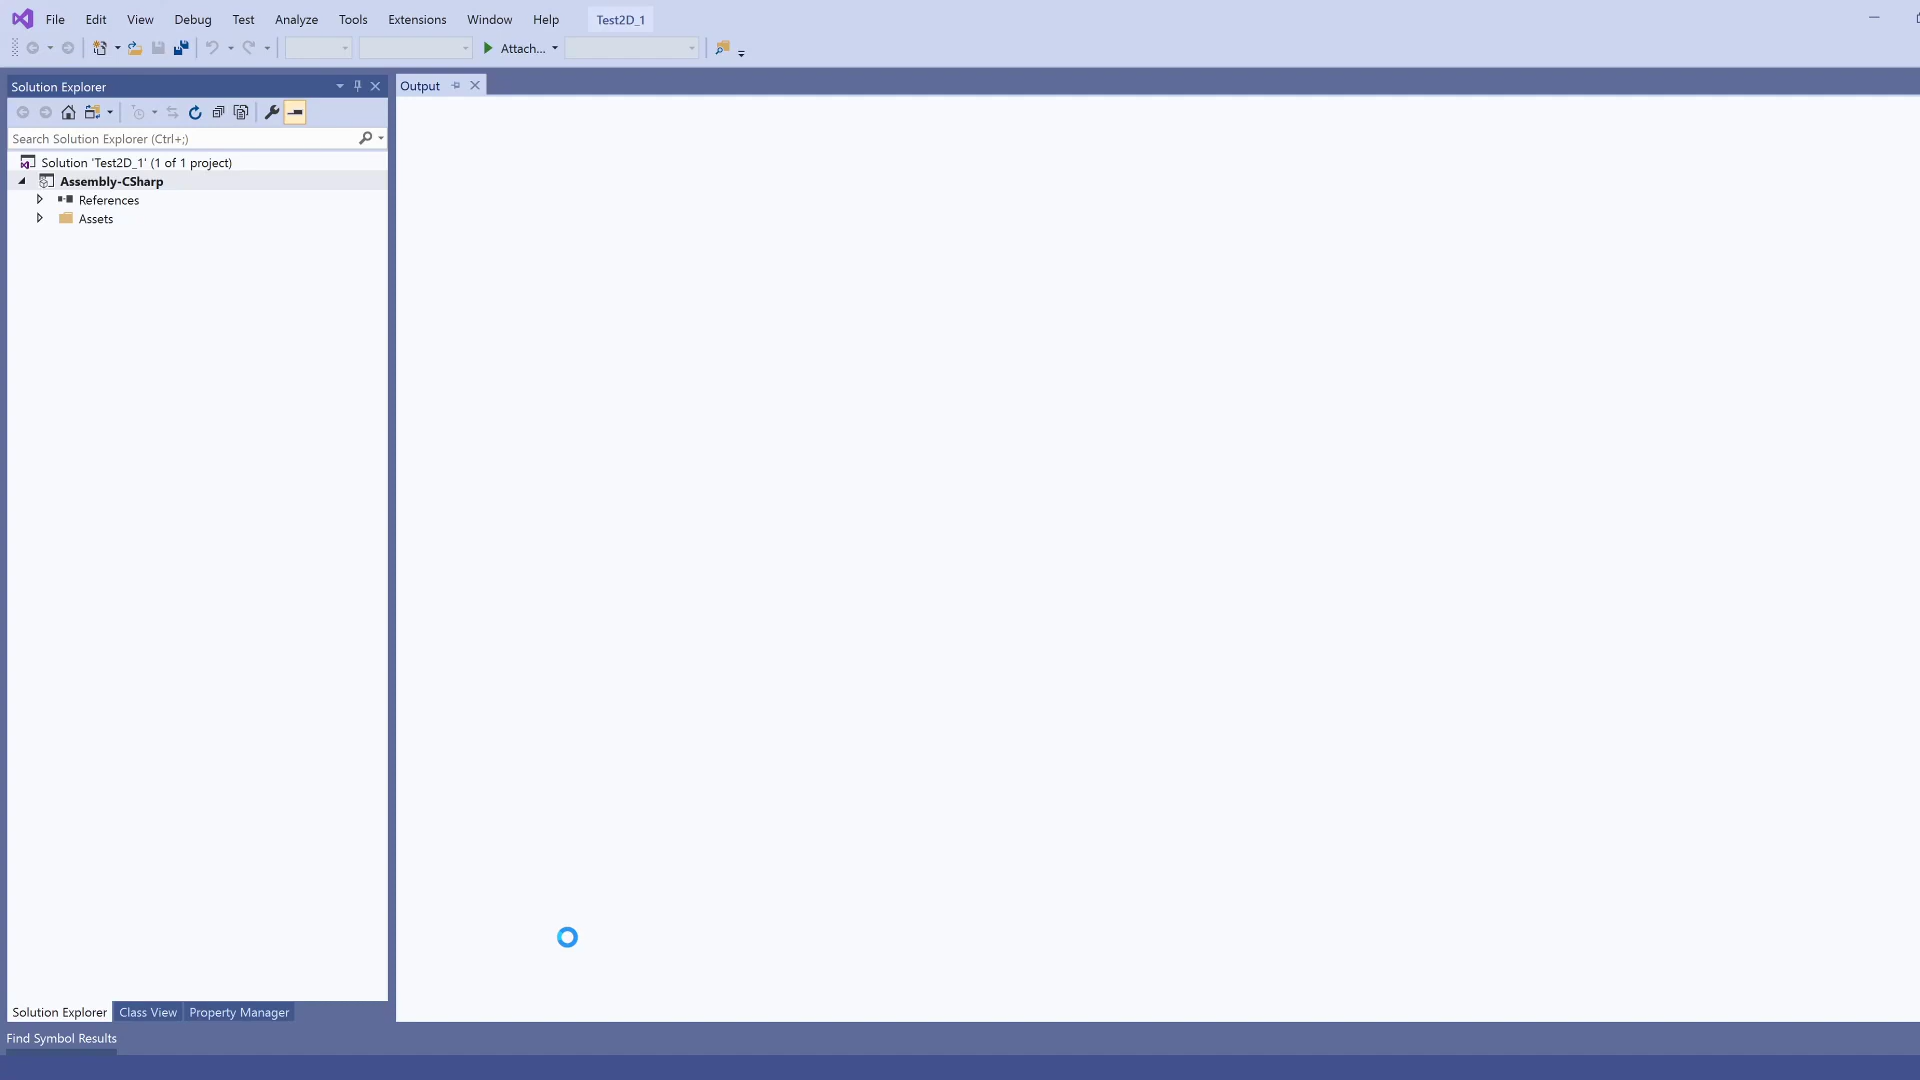 File Edit View Debug Test Analyze Tools Extensions Window Help Test2D_1
Attach...
Solution Explorer
Output
Search Solution Explorer (Ctrl+;)
Solution 'Test2D_1' (1 of 1 project)
Assembly-CSharp
References
Assets
Solution Explorer Class View Property Manager
Find Symbol Results